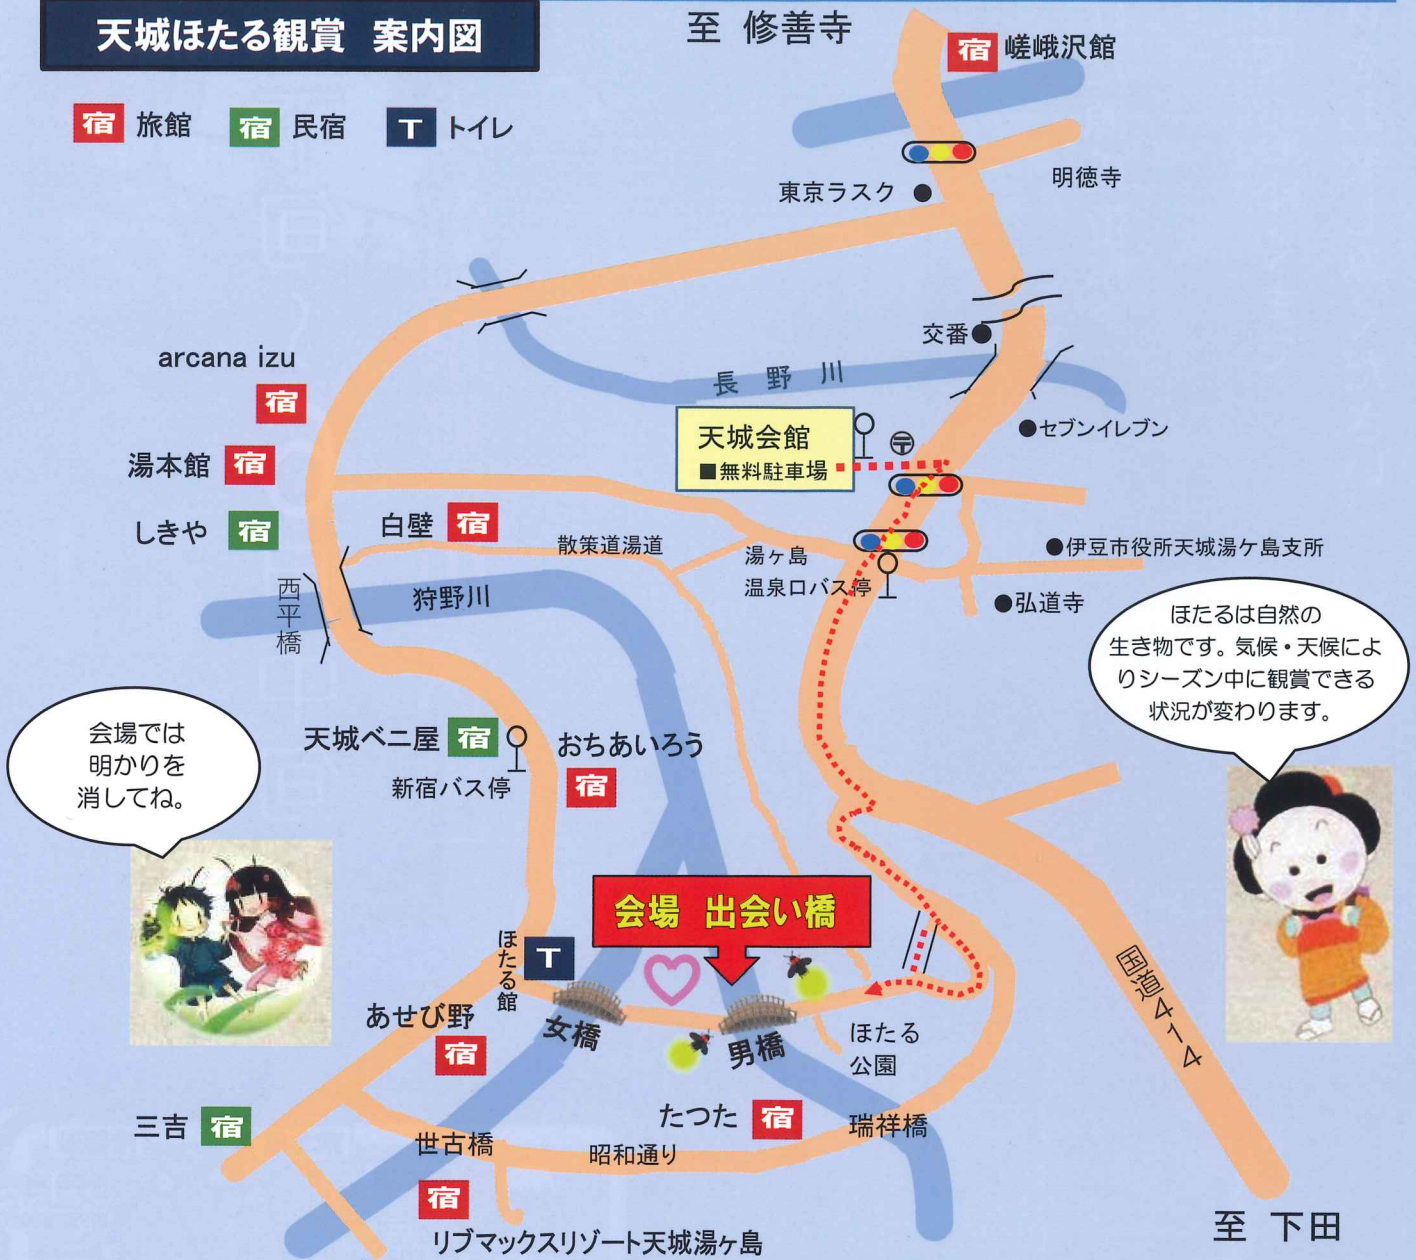 天城ほたる観賞 案内図
至 修善寺
宿 嵯峨沢館
宿 旅館
宿 民宿
T トイレ
明徳寺
東京ラスク
交番
arcana izu
宿
長野川
天城会館
■無料駐車場
〒
セブンイレブン
湯本館 宿
しきや 宿
白壁 宿
散策道湯道
湯ヶ島
温泉口バス停
伊豆市役所天城湯ケ島支所
弘道寺
西平橋
狩野川
ほたるは自然の
生き物です。気候・天候によ
りシーズン中に観賞できる
状況が変わります。
会場では
明かりを
消してね。
天城ベニ屋 宿
新宿バス停
おちあいろう
宿
会場 出会い橋
ほたる館
T
女橋
男橋
ほたる
公園
国道414
あせび野
宿
三吉 宿
たつた 宿
瑞祥橋
世古橋
昭和通り
宿
リブマックスリゾート天城湯ヶ島
至 下田